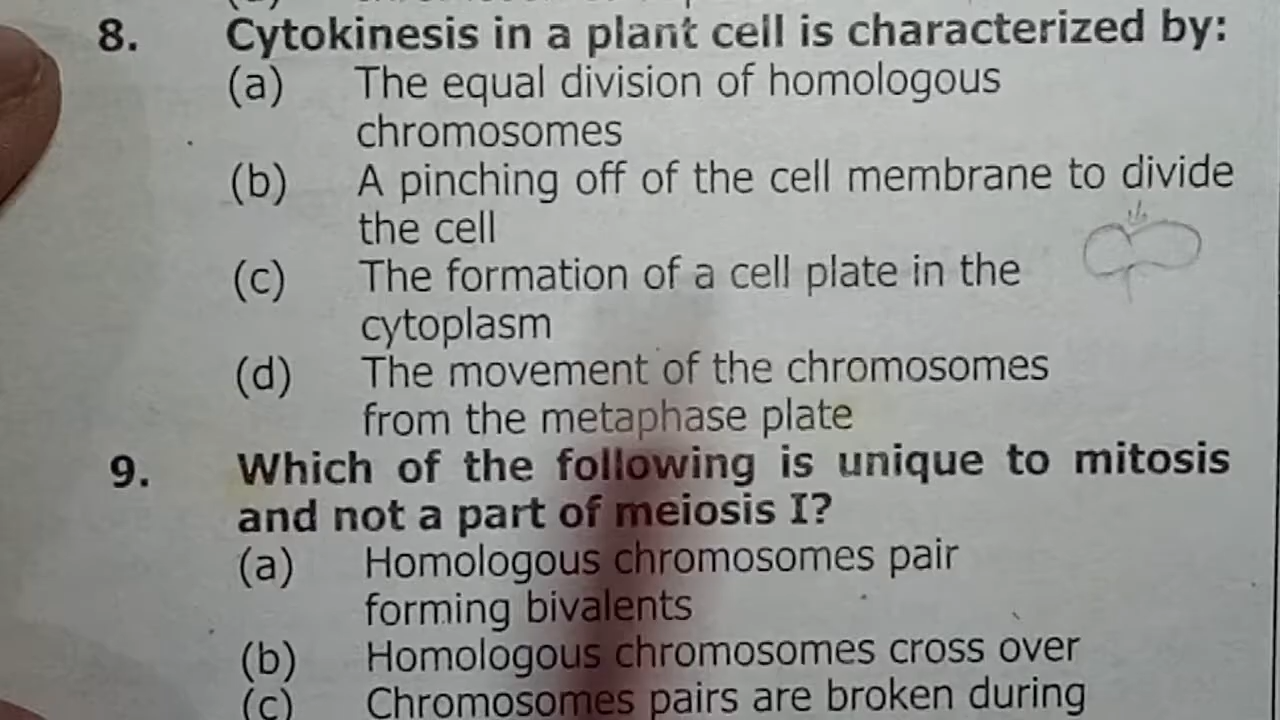 8. Cytokinesis in a plant cell is characterized by:
(a) The equal division of homologous
chromosomes
(b) A pinching off of the cell membrane to divide
the cell
(c) The formation of a cell plate in the
cytoplasm
(d) The movement of the chromosomes
from the metaphase plate
9. Which of the following is unique to mitosis
and not a part of meiosis I?
(a) Homologous chromosomes pair
forming bivalents
(b) Homologous chromosomes cross over
(c) Chromosomes pairs are broken during